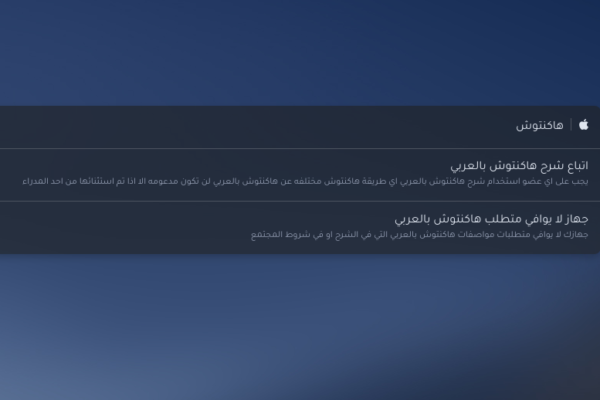 هاكنتوش
اتباع شرح هاكنتوش بالعربي
يجب على اي عضو استخدام شرح هاكنتوش بالعربي اي طريقة هاكنتوش مختلفه عن هاكنتوش بالعربي لن تكون مدعومه الا اذا تم استثنائها من احد المدراء
جهاز لا يوافي متطلب هاكنتوش بالعربي
جهازك لا يوافي متطلبات مواصفات هاكنتوش بالعربي التي في الشرح او في شروط المجتمع